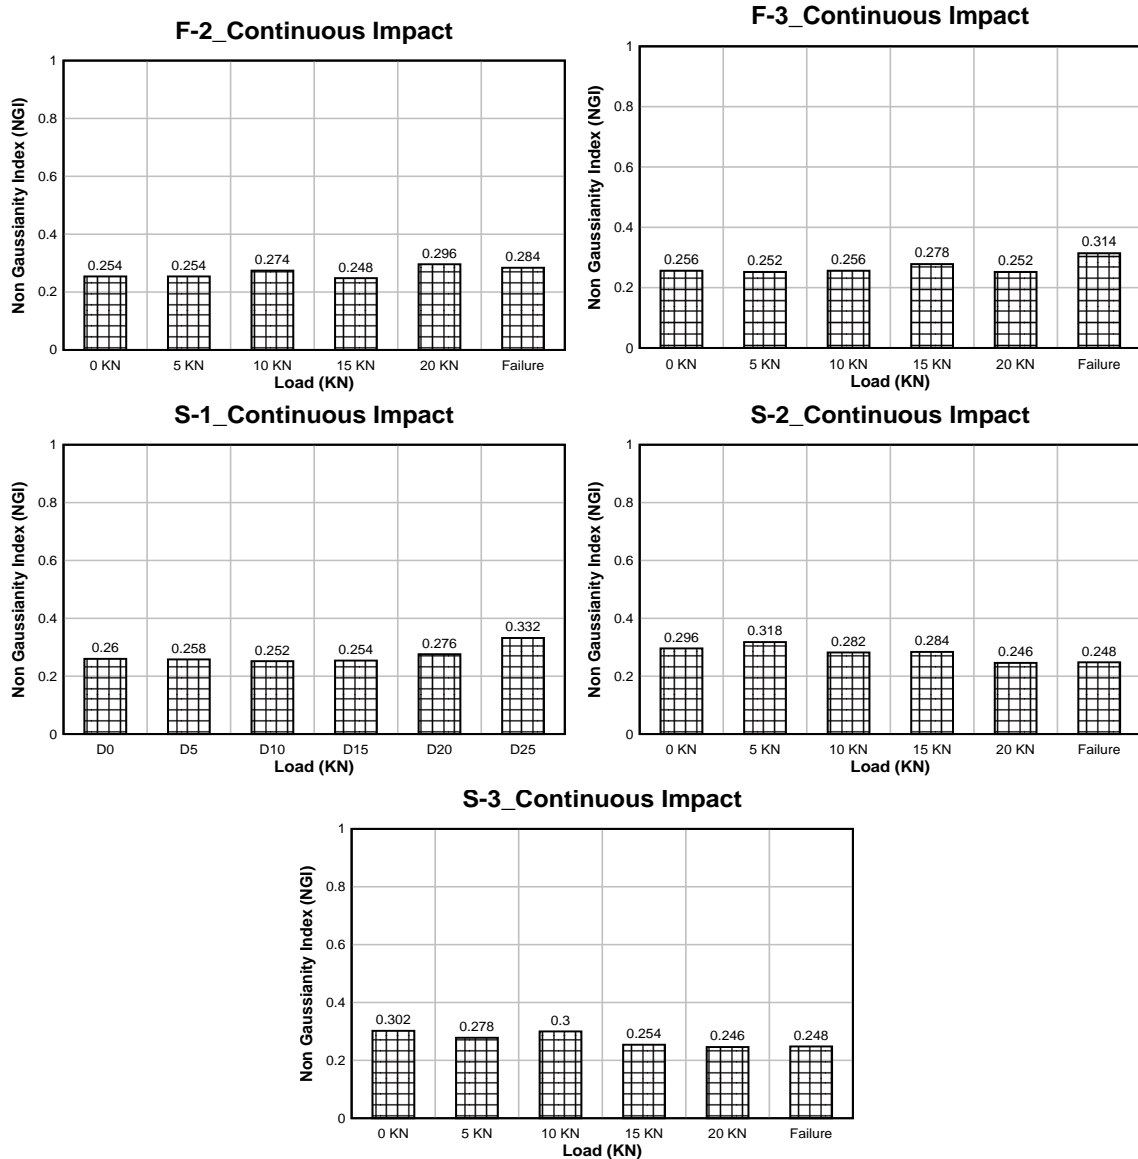 F-2_Continuous Impact
Non Gaussianity Index (NGI)
1
0.8
0.6
0.4
0.2
0
0.254 0.254 0.274 0.248 0.296 0.284
0 KN 5 KN 10 KN 15 KN 20 KN Failure
Load (KN)
F-3_Continuous Impact
Non Gaussianity Index (NGI)
1
0.8
0.6
0.4
0.2
0
0.256 0.252 0.256 0.278 0.252 0.314
0 KN 5 KN 10 KN 15 KN 20 KN Failure
Load (KN)
S-1_Continuous Impact
Non Gaussianity Index (NGI)
1
0.8
0.6
0.4
0.2
0
0.26 0.258 0.252 0.254 0.276 0.332
D0 D5 D10 D15 D20 D25
Load (KN)
S-2_Continuous Impact
Non Gaussianity Index (NGI)
1
0.8
0.6
0.4
0.2
0
0.296 0.318 0.282 0.284 0.246 0.248
0 KN 5 KN 10 KN 15 KN 20 KN Failure
Load (KN)
S-3_Continuous Impact
Non Gaussianity Index (NGI)
1
0.8
0.6
0.4
0.2
0
0.302 0.278 0.3 0.254 0.246 0.248
0 KN 5 KN 10 KN 15 KN 20 KN Failure
Load (KN)